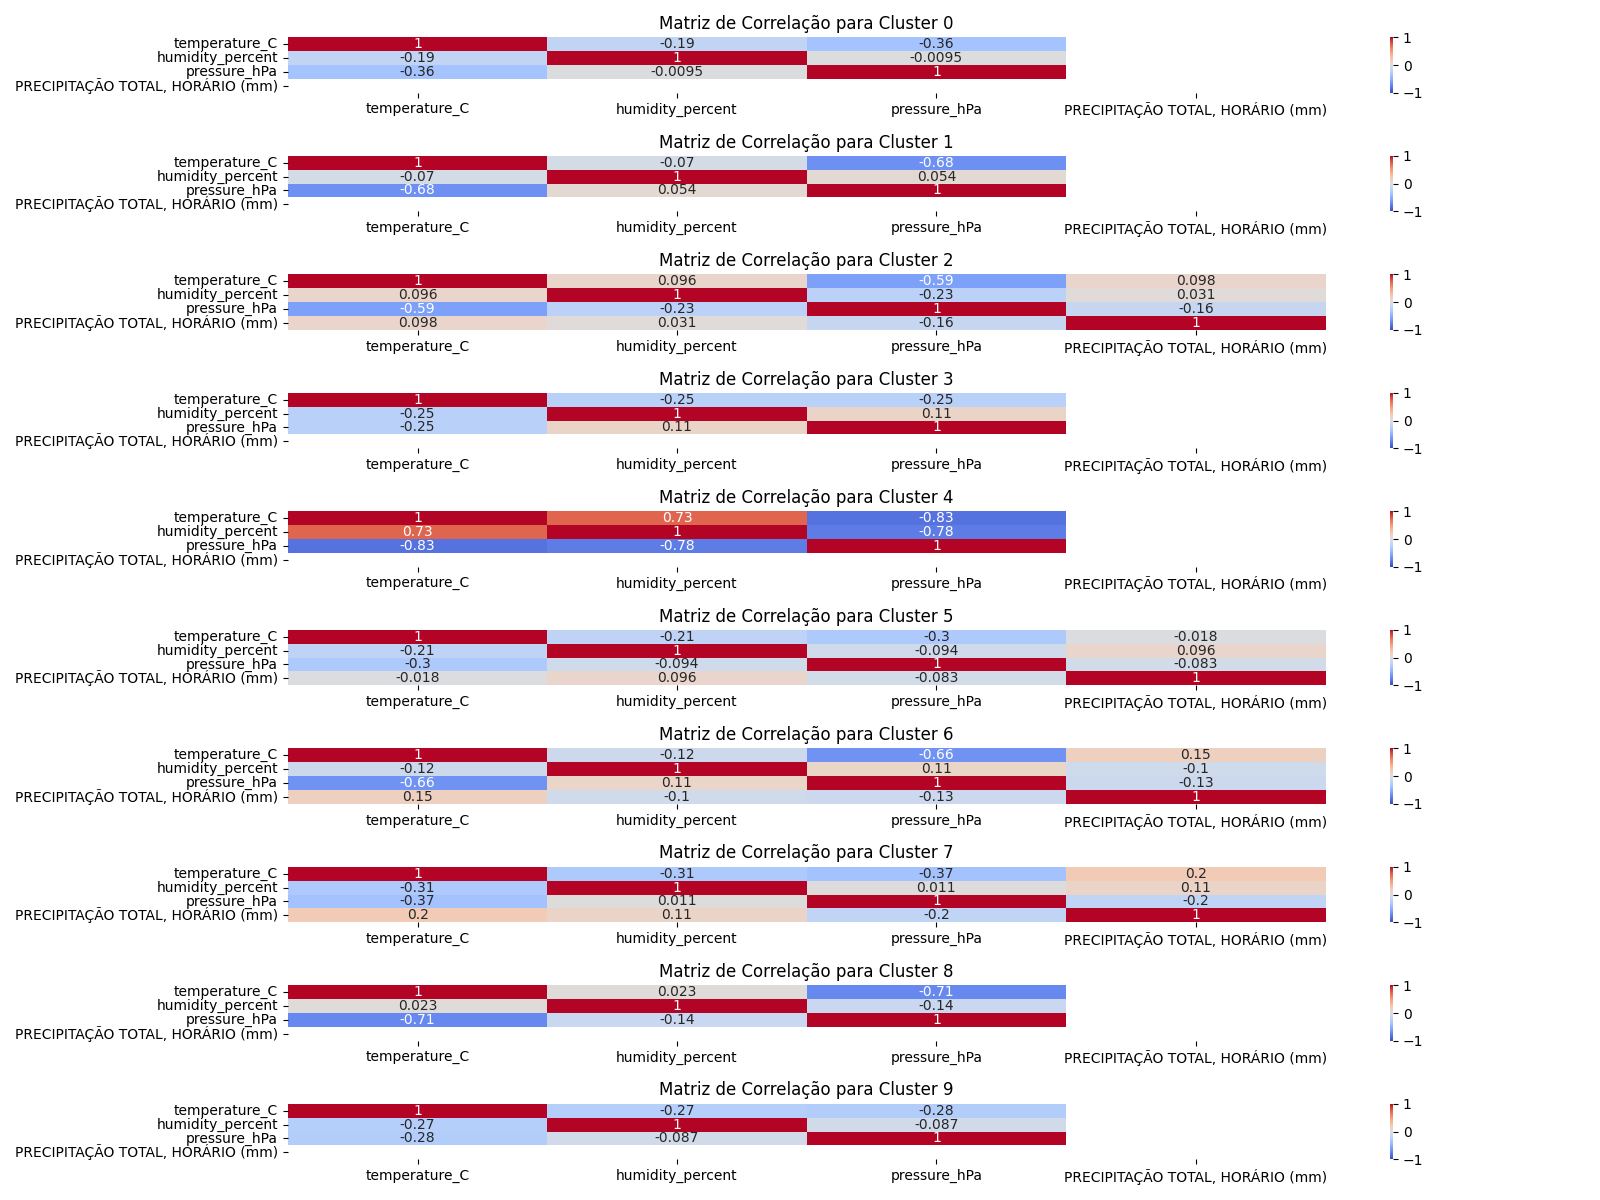 Matriz de Correlação para Cluster 0
temperature_C 1 -0.19 -0.36 1
humidity_percent -0.19 1 -0.0095 0
pressure_hPa -0.36 -0.0095 1
PRECIPITAÇÃO TOTAL, HORÁRIO (mm) −1
temperature_C humidity_percent pressure_hPa PRECIPITAÇÃO TOTAL, HORÁRIO (mm)
Matriz de Correlação para Cluster 1
temperature_C 1 -0.07 -0.68 1
humidity_percent -0.07 1 0.054 0
pressure_hPa -0.68 0.054 1
PRECIPITAÇÃO TOTAL, HORÁRIO (mm) −1
temperature_C humidity_percent pressure_hPa PRECIPITAÇÃO TOTAL, HORÁRIO (mm)
Matriz de Correlação para Cluster 2
temperature_C 1 0.096 -0.59 0.098 1
humidity_percent 0.096 1 -0.23 0.031 0
pressure_hPa -0.59 -0.23 1 -0.16
PRECIPITAÇÃO TOTAL, HORÁRIO (mm) 0.098 0.031 -0.16 1 −1
temperature_C humidity_percent pressure_hPa PRECIPITAÇÃO TOTAL, HORÁRIO (mm)
Matriz de Correlação para Cluster 3
temperature_C 1 -0.25 -0.25 1
humidity_percent -0.25 1 0.11 0
pressure_hPa -0.25 0.11 1
PRECIPITAÇÃO TOTAL, HORÁRIO (mm) −1
temperature_C humidity_percent pressure_hPa PRECIPITAÇÃO TOTAL, HORÁRIO (mm)
Matriz de Correlação para Cluster 4
temperature_C 1 0.73 -0.83 1
humidity_percent 0.73 1 -0.78 0
pressure_hPa -0.83 -0.78 1
PRECIPITAÇÃO TOTAL, HORÁRIO (mm) −1
temperature_C humidity_percent pressure_hPa PRECIPITAÇÃO TOTAL, HORÁRIO (mm)
Matriz de Correlação para Cluster 5
temperature_C 1 -0.21 -0.3 -0.018 1
humidity_percent -0.21 1 -0.094 0.096 0
pressure_hPa -0.3 -0.094 1 -0.083
PRECIPITAÇÃO TOTAL, HORÁRIO (mm) -0.018 0.096 -0.083 1 −1
temperature_C humidity_percent pressure_hPa PRECIPITAÇÃO TOTAL, HORÁRIO (mm)
Matriz de Correlação para Cluster 6
temperature_C 1 -0.12 -0.66 0.15 1
humidity_percent -0.12 1 0.11 -0.1 0
pressure_hPa -0.66 0.11 1 -0.13
PRECIPITAÇÃO TOTAL, HORÁRIO (mm) 0.15 -0.1 -0.13 1 −1
temperature_C humidity_percent pressure_hPa PRECIPITAÇÃO TOTAL, HORÁRIO (mm)
Matriz de Correlação para Cluster 7
temperature_C 1 -0.31 -0.37 0.2 1
humidity_percent -0.31 1 0.011 0.11 0
pressure_hPa -0.37 0.011 1 -0.2
PRECIPITAÇÃO TOTAL, HORÁRIO (mm) 0.2 0.11 -0.2 1 −1
temperature_C humidity_percent pressure_hPa PRECIPITAÇÃO TOTAL, HORÁRIO (mm)
Matriz de Correlação para Cluster 8
temperature_C 1 0.023 -0.71 1
humidity_percent 0.023 1 -0.14 0
pressure_hPa -0.71 -0.14 1
PRECIPITAÇÃO TOTAL, HORÁRIO (mm) −1
temperature_C humidity_percent pressure_hPa PRECIPITAÇÃO TOTAL, HORÁRIO (mm)
Matriz de Correlação para Cluster 9
temperature_C 1 -0.27 -0.28 1
humidity_percent -0.27 1 -0.087 0
pressure_hPa -0.28 -0.087 1
PRECIPITAÇÃO TOTAL, HORÁRIO (mm) −1
temperature_C humidity_percent pressure_hPa PRECIPITAÇÃO TOTAL, HORÁRIO (mm)